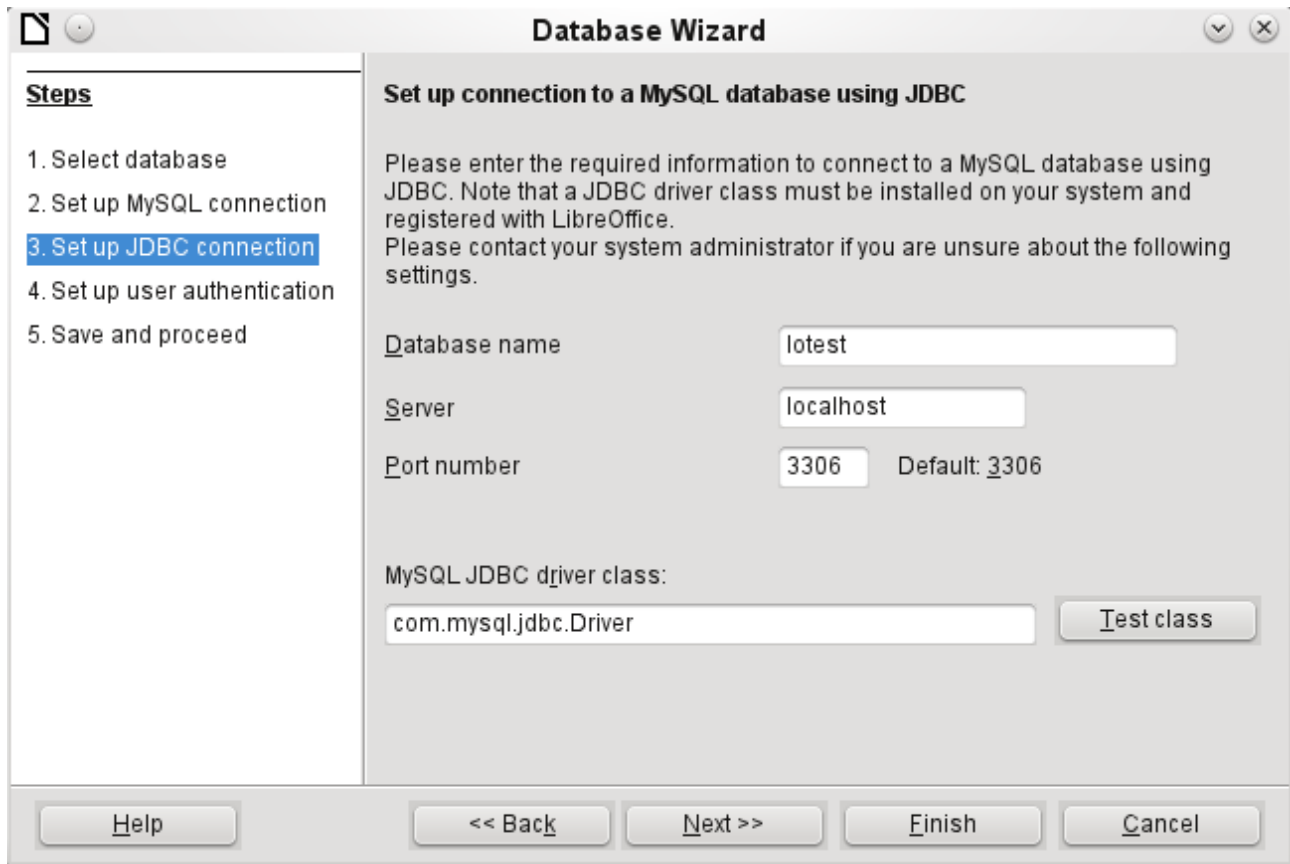 Database Wizard
Steps
1. Select database
2. Set up MySQL connection
3. Set up JDBC connection
4. Set up user authentication
5. Save and proceed
Set up connection to a MySQL database using JDBC
Please enter the required information to connect to a MySQL database using
JDBC. Note that a JDBC driver class must be installed on your system and
registered with LibreOffice.
Please contact your system administrator if you are unsure about the following
settings.
Database name lotest
Server localhost
Port number 3306 Default: 3306
MySQL JDBC driver class:
com.mysql.jdbc.Driver Test class
Help << Back Next >> Finish Cancel